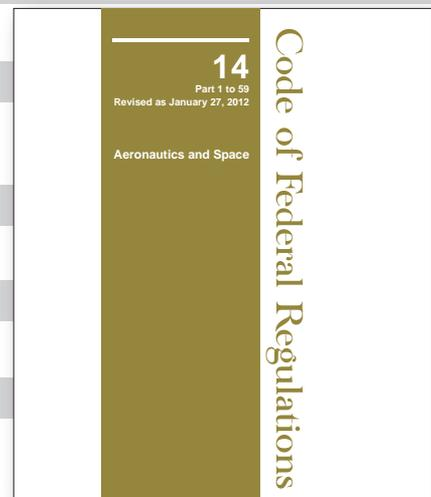 14
Part 1 to 59
Revised as January 27, 2012
Aeronautics and Space
Code of Federal Regulations